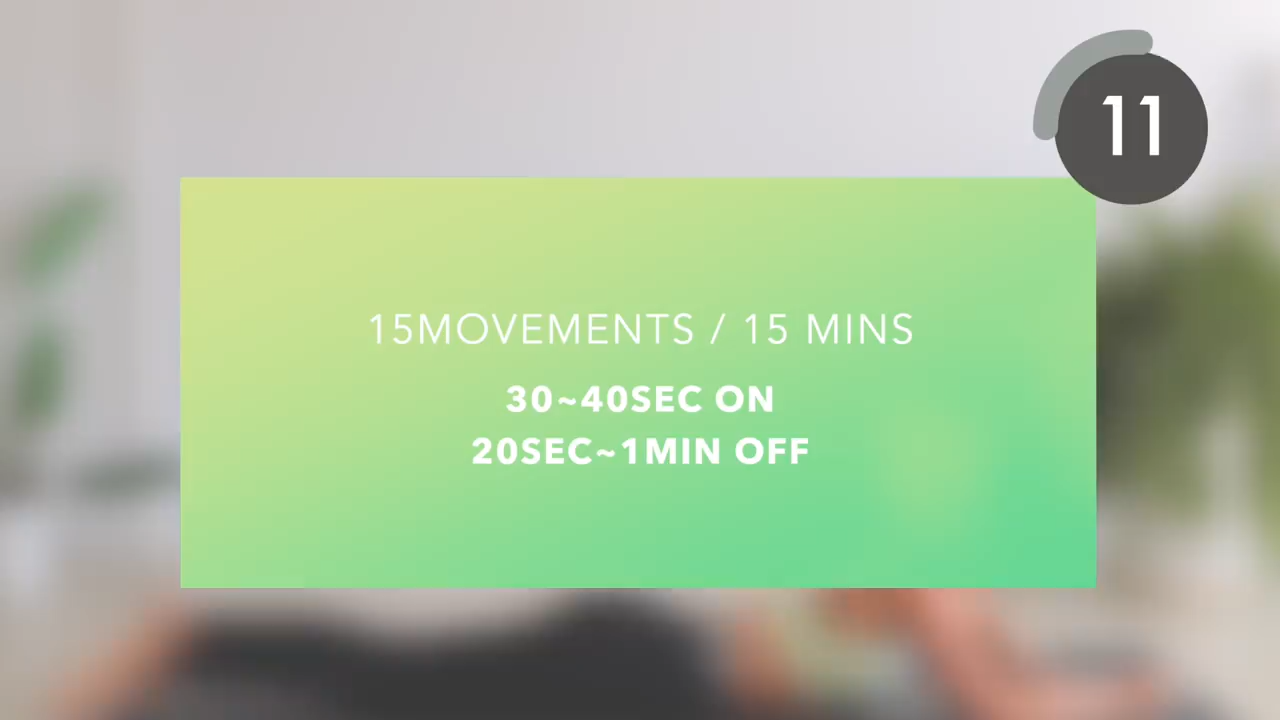 11
15MOVEMENTS / 15 MINS
30~40SEC ON
20SEC~1MIN OFF